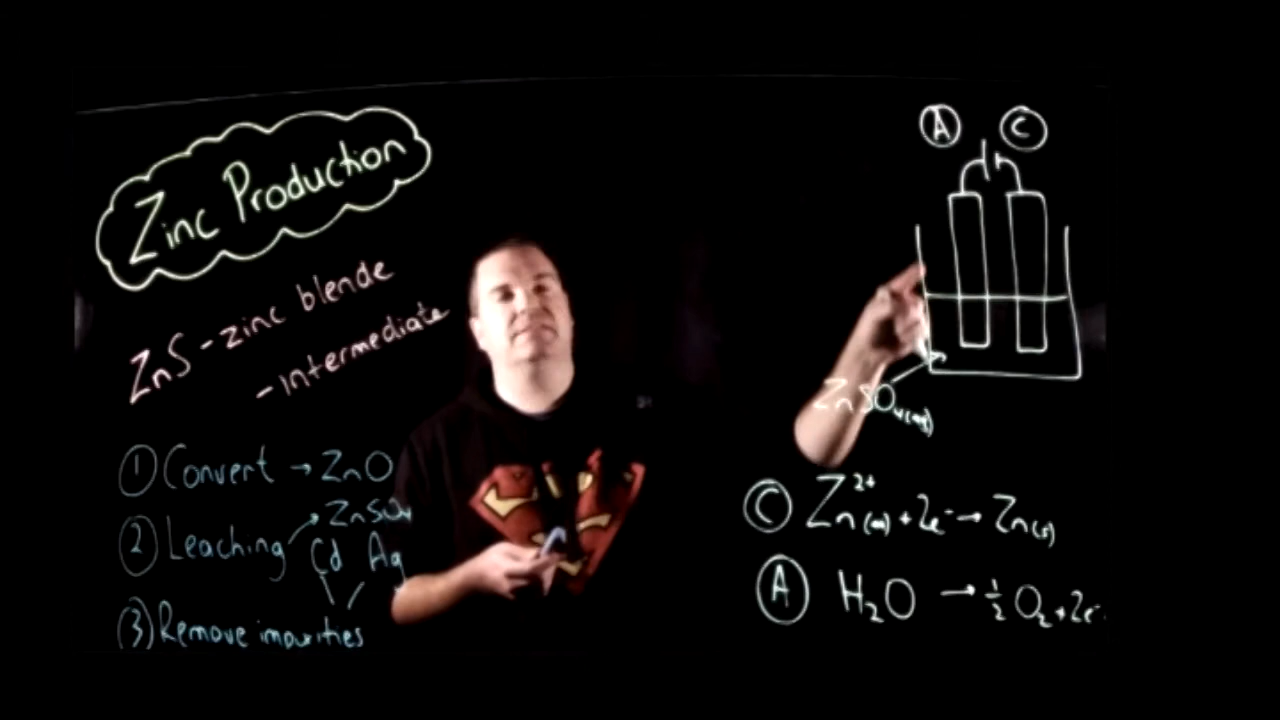 Zinc Production
ZnS - zinc blende
- intermediate
① Convert → ZnO
② Leaching → ZnSO4
Cd Ag
③ Remove impurities
A C
ZnSO4(aq)
C Zn2+(aq) + 2e- → Zn(s)
A H2O → 1/2 O2 + 2e-